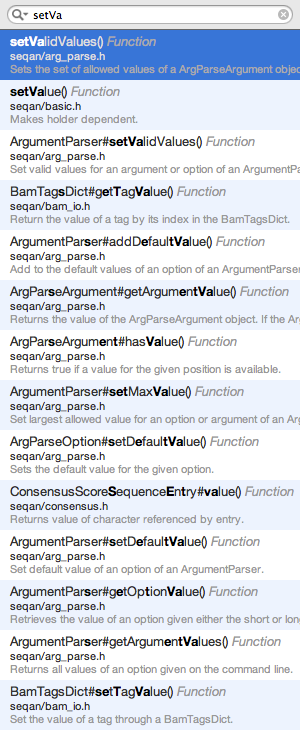 setVa
setValidValues() Function
seqan/arg_parse.h
Sets the set of allowed values of a ArgParseArgument
setValue() Function
seqan/basic.h
Makes holder dependent.
ArgumentParser#setValidValues()
seqan/arg_parse.h
Set valid values for an argument or option of an
BamTagsDict#getTagValue() Function
seqan/bam_io.h
Return the value of a tag by its index in the BamTagsDict.
ArgumentParser#addDefaultValue() Function
seqan/arg_parse.h
Add to the default values of an option of an ArgumentParser
ArgParseArgument#getArgumentValue() Function
seqan/arg_parse.h
Returns the value of the ArgParseArgument object. If the
ArgParseArgument#hasValue() Function
seqan/arg_parse.h
Returns true if a value for the given position is available.
ArgumentParser#setMaxValue() Function
seqan/arg_parse.h
Set largest allowed value for an option or argument of an
ArgParseOption#setDefaultValue() Function
seqan/arg_parse.h
Sets the default value for the given option.
ConsensusScoreSequenceEntry#value() Function
seqan/consensus.h
Returns value of character referenced by entry.
ArgumentParser#setDefaultValue() Function
seqan/arg_parse.h
Set default value of an option of an ArgumentParser.
ArgumentParser#getOptionValue() Function
seqan/arg_parse.h
Retrieves the value of an option given either the short or
ArgumentParser#getArgumentValues() Function
seqan/arg_parse.h
Returns all values of an option given on the command line.
BamTagsDict#setTagValue() Function
seqan/bam_io.h
Set the value of a tag through a BamTagsDict.